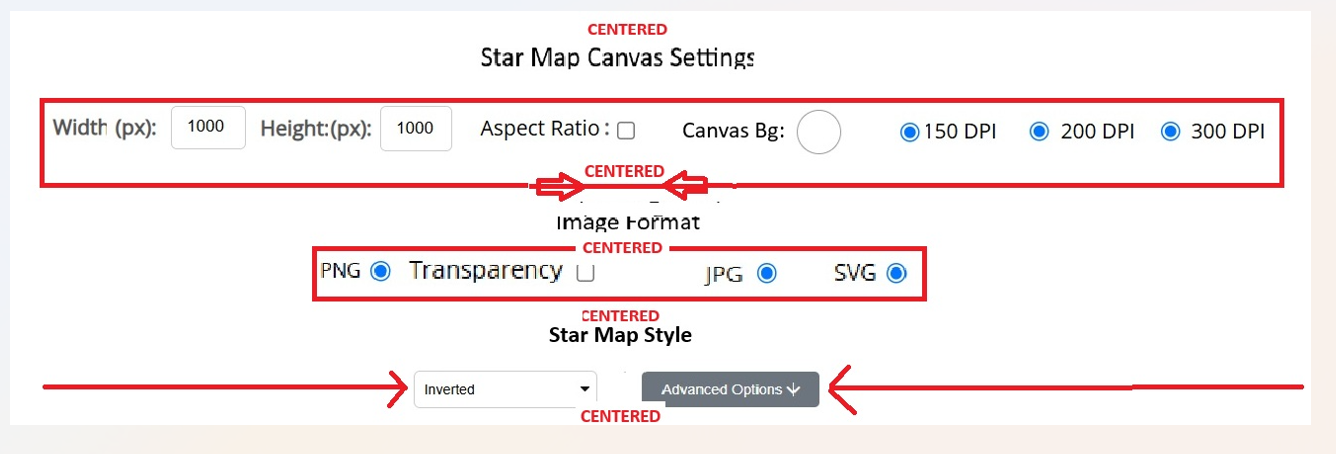 CENTERED
Star Map Canvas Settings
Width (px): 1000 Height:(px): 1000 Aspect Ratio : Canvas Bg: 150 DPI 200 DPI 300 DPI
CENTERED
Image Format
CENTERED
PNG Transparency JPG SVG
CENTERED
Star Map Style
Inverted Advanced Options
CENTERED